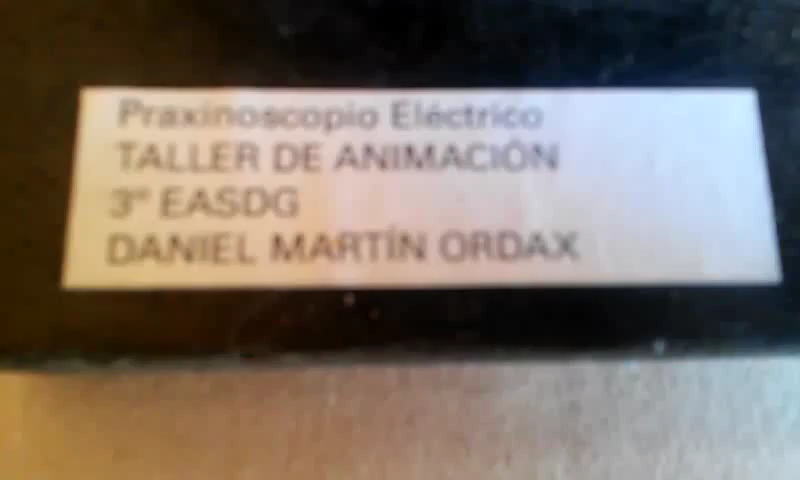 Praxinoscopio Eléctrico
TALLER DE ANIMACIÓN
3º EASDG
DANIEL MARTÍN ORDAX